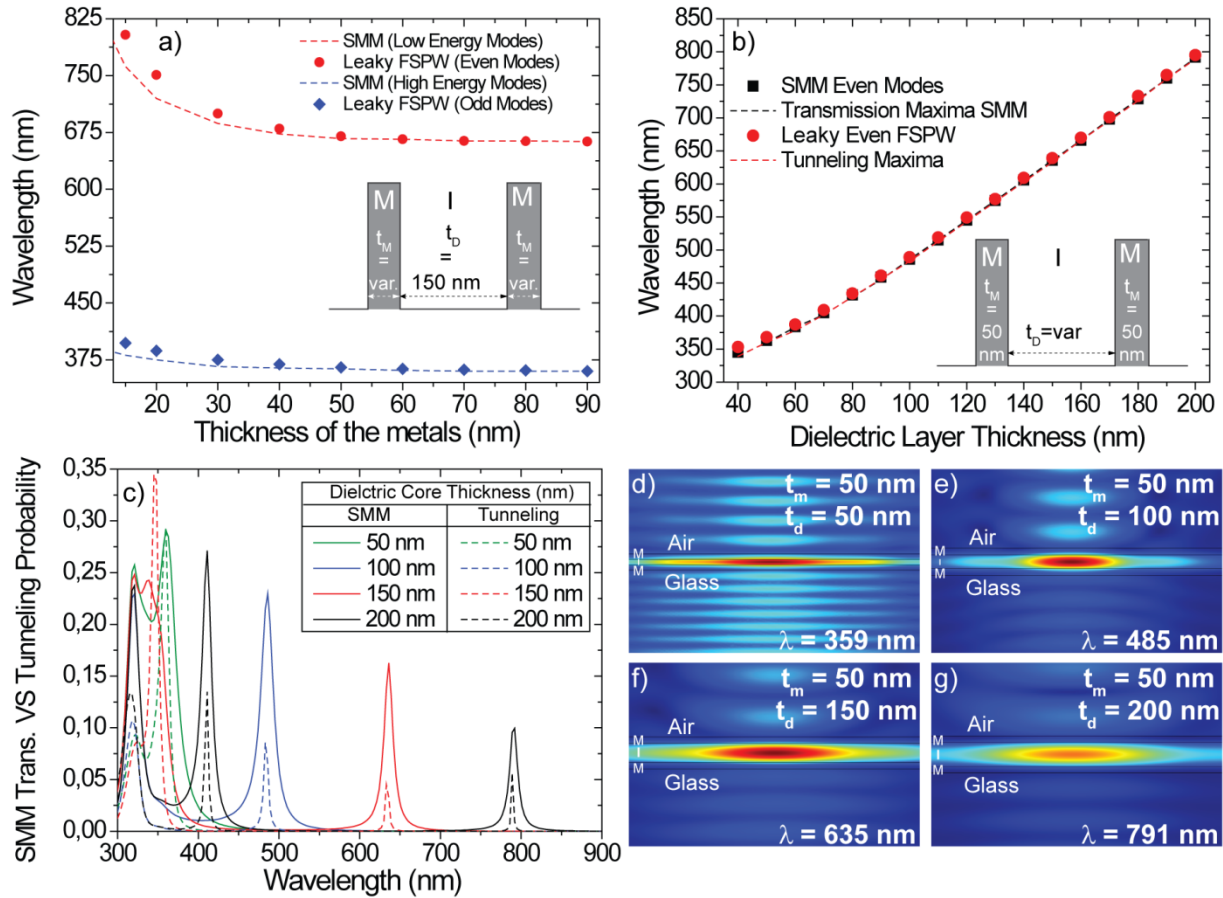 a)
SMM (Low Energy Modes)
Leaky FSPW (Even Modes)
SMM (High Energy Modes)
Leaky FSPW (Odd Modes)
825
750
675
600
525
450
375
Wavelength (nm)
M I M
t_M = var.
t_D = 150 nm
t_M = var.
20 30 40 50 60 70 80 90
Thickness of the metals (nm)
b)
SMM Even Modes
Transmission Maxima SMM
Leaky Even FSPW
Tunneling Maxima
900
850
800
750
700
650
600
550
500
450
400
350
300
Wavelength (nm)
M I M
t_M = 50 nm
t_D=var
t_M = 50 nm
40 60 80 100 120 140 160 180 200
Dielectric Layer Thickness (nm)
c)
0,35
0,30
0,25
0,20
0,15
0,10
0,05
0,00
SMM Trans. VS Tunneling Probability
Dielctric Core Thickness (nm)
SMM Tunneling
50 nm 50 nm
100 nm 100 nm
150 nm 150 nm
200 nm 200 nm
300 400 500 600 700 800 900
Wavelength (nm)
d)
t_m = 50 nm
t_d = 50 nm
Air
M
I
M
Glass
λ = 359 nm
e)
t_m = 50 nm
t_d = 100 nm
Air
M
I
M
Glass
λ = 485 nm
f)
t_m = 50 nm
t_d = 150 nm
Air
M
I
M
Glass
λ = 635 nm
g)
t_m = 50 nm
t_d = 200 nm
Air
M
I
M
Glass
λ = 791 nm